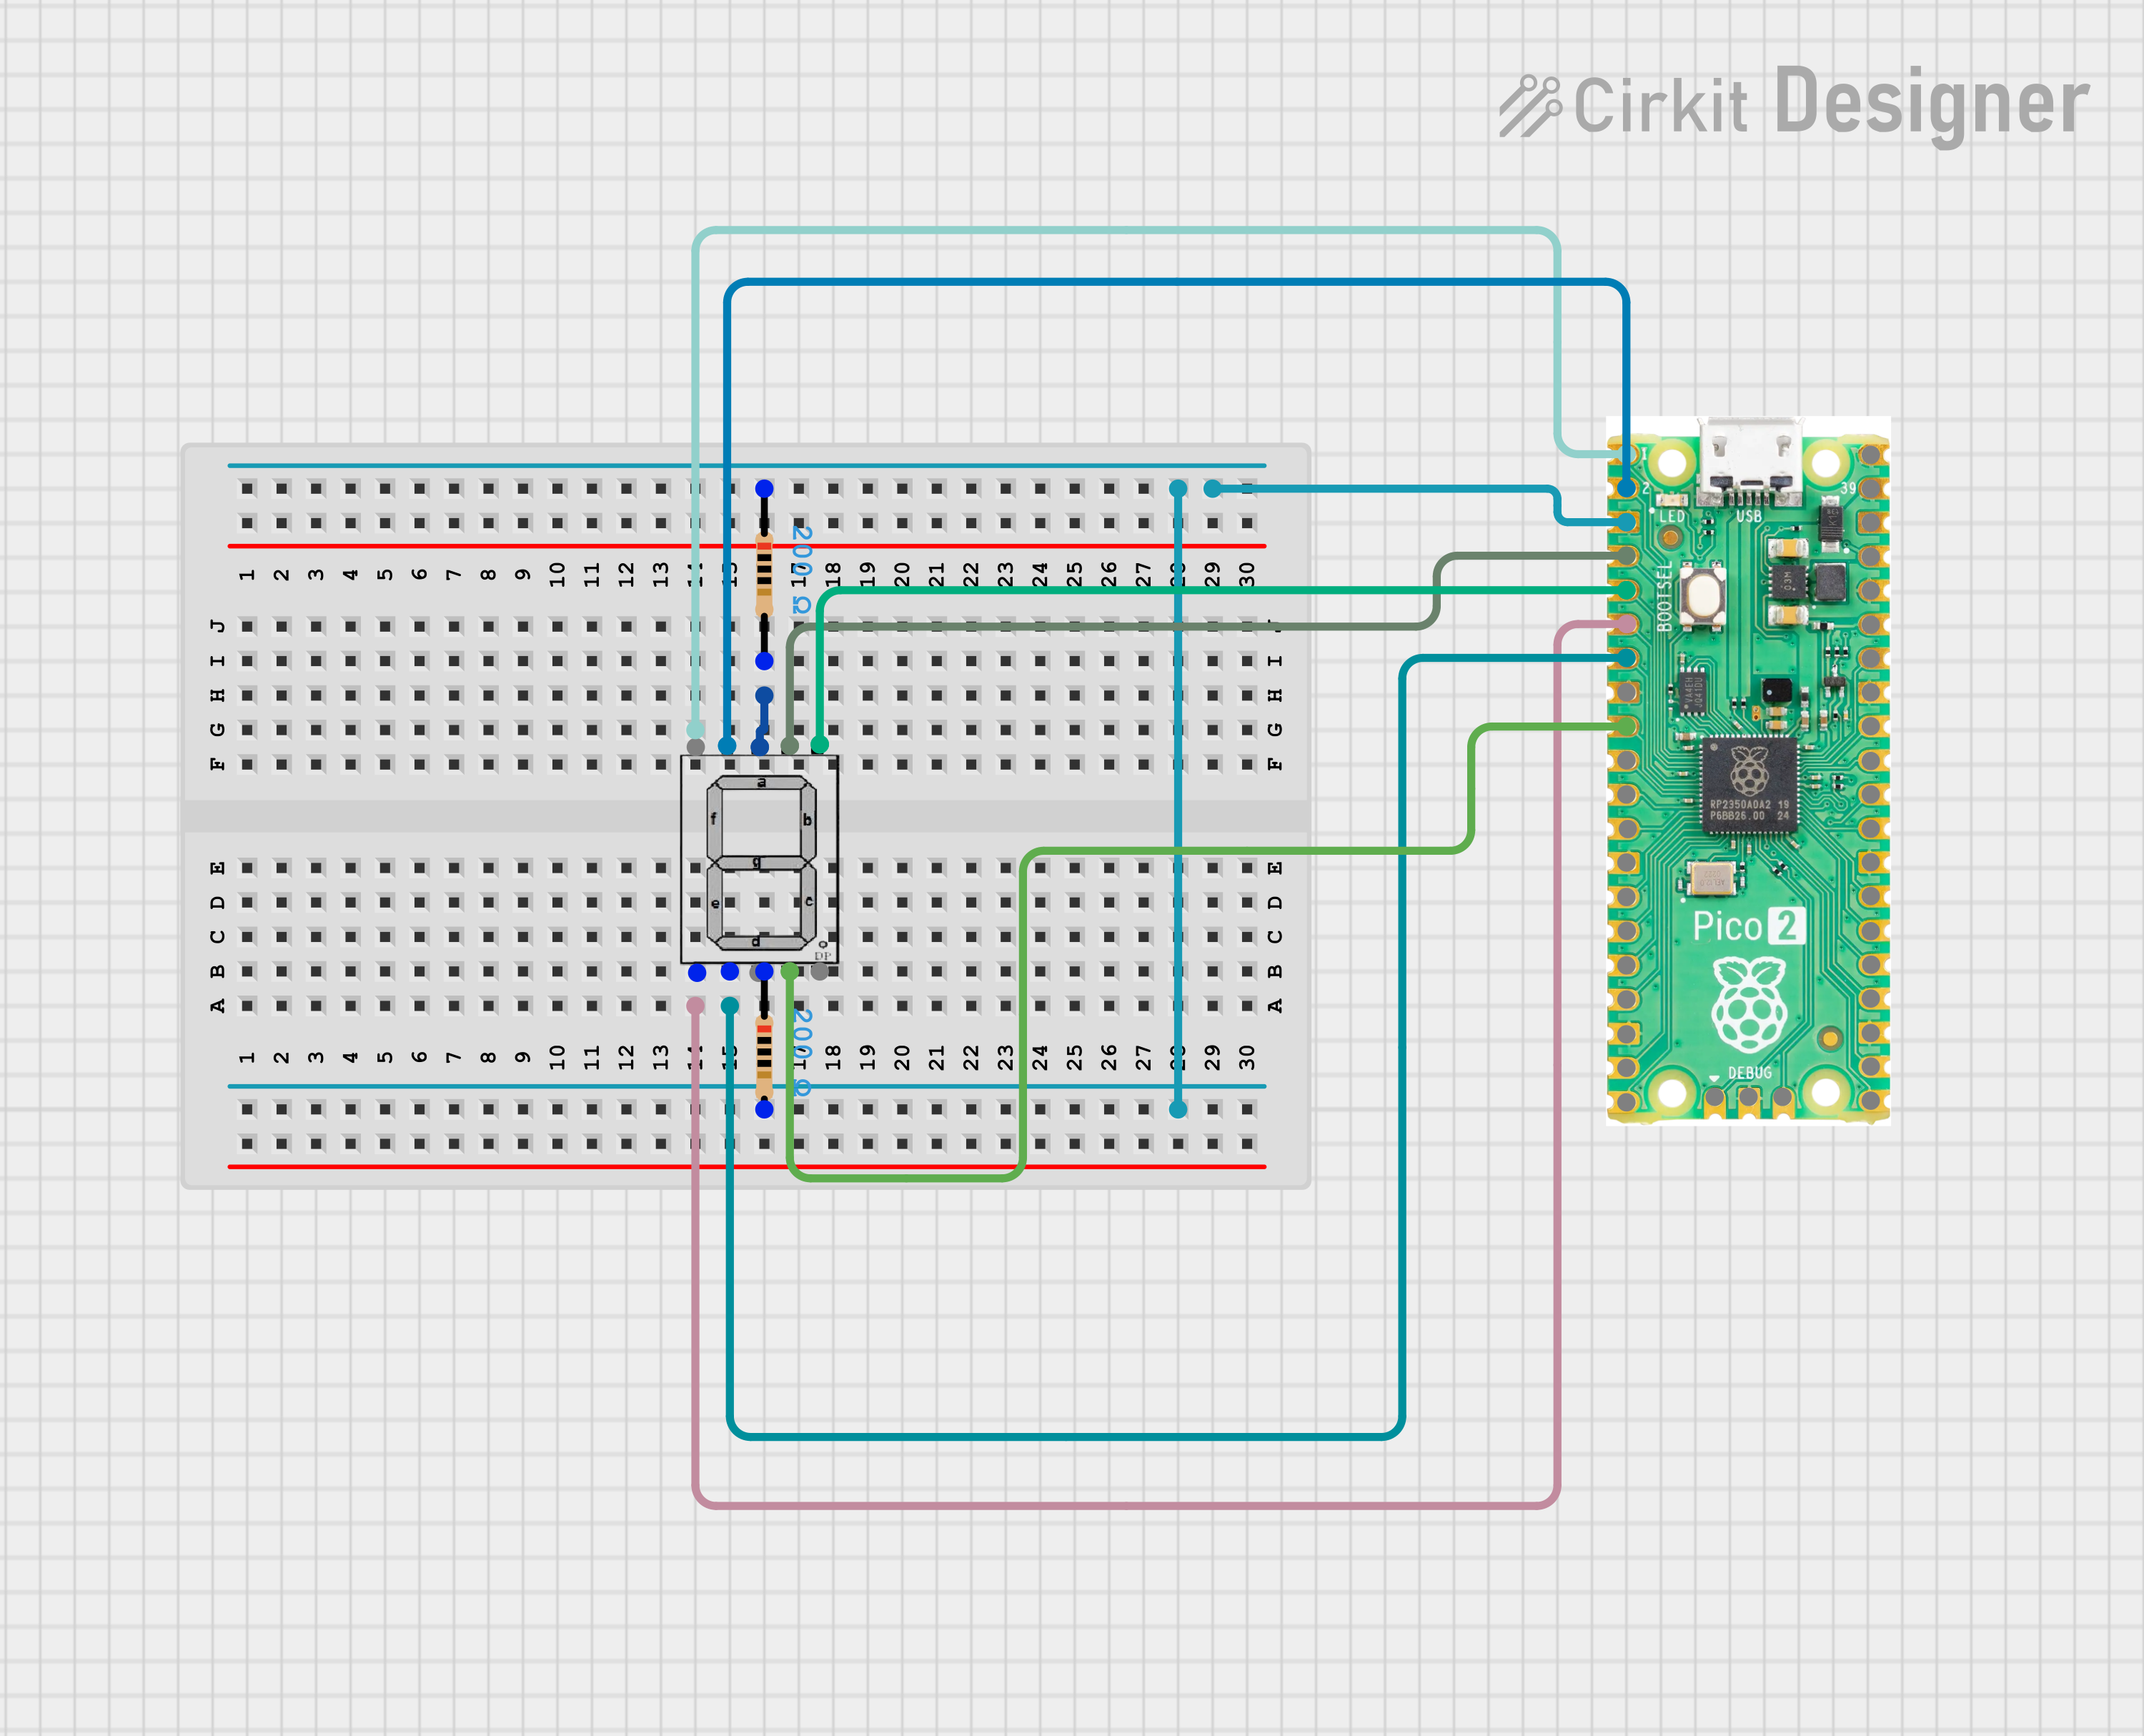 Cirkit Designer
1 2 3 4 5 6 7 8 9 10 11 12 13 14 15 17 18 19 20 21 22 23 24 25 26 27 28 29 30
200 Ω
J
I I
H H
G G
F F
E E
D D
C C
B B
A A
a
f b
g
e c
d
DP
1 2 3 4 5 6 7 8 9 10 11 12 13 14 15 17 18 19 20 21 22 23 24 25 26 27 28 29 30
200 Ω
1
2 39
LED USB
BOOTSEL
RP2350A0A2 19
P6BB26.00 24
Pico 2
DEBUG